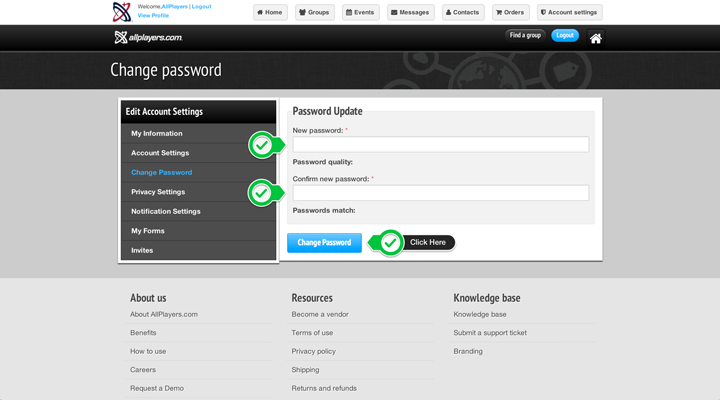 Welcome,AllPlayers | Logout
View Profile
Home
Groups
Events
Messages
Contacts
Orders
Account settings
allplayers.com
Find a group
Logout
Change password
Edit Account Settings
My Information
Account Settings
Change Password
Privacy Settings
Notification Settings
My Forms
Invites
Password Update
New password: *
Password quality:
Confirm new password: *
Passwords match:
Change Password
Click Here
About us
About AllPlayers.com
Benefits
How to use
Careers
Request a Demo
Resources
Become a vendor
Terms of use
Privacy policy
Shipping
Returns and refunds
Knowledge base
Knowledge base
Submit a support ticket
Branding